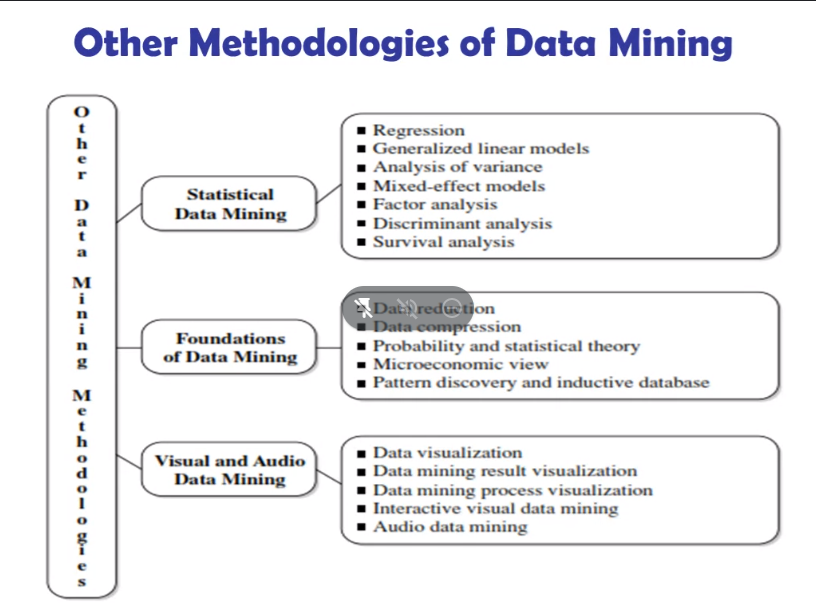 Other Methodologies of Data Mining
Other Data Mining Methodologies
Statistical
Data Mining
■ Regression
■ Generalized linear models
■ Analysis of variance
■ Mixed-effect models
■ Factor analysis
■ Discriminant analysis
■ Survival analysis
Foundations
of Data Mining
■ Data reduction
■ Data compression
■ Probability and statistical theory
■ Microeconomic view
■ Pattern discovery and inductive database
Visual and Audio
Data Mining
■ Data visualization
■ Data mining result visualization
■ Data mining process visualization
■ Interactive visual data mining
■ Audio data mining